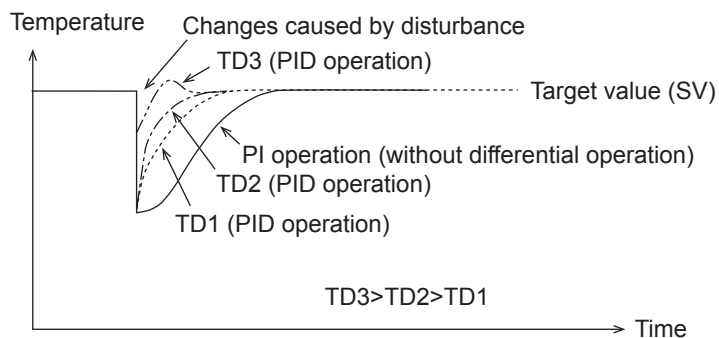 Temperature
Changes caused by disturbance
TD3 (PID operation)
Target value (SV)
PI operation (without differential operation)
TD2 (PID operation)
TD1 (PID operation)
TD3>TD2>TD1
Time